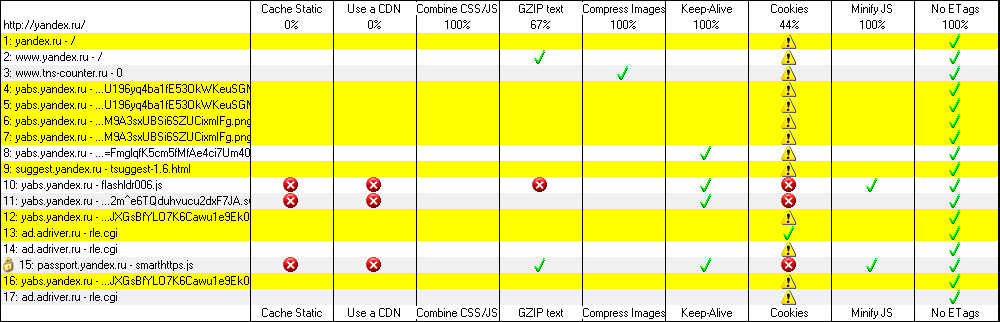 Cache Static Use a CDN Combine CSS/JS GZIP text Compress Images Keep-Alive Cookies Minify JS No ETags
http://yandex.ru/ 0% 0% 100% 67% 100% 100% 44% 100% 100%
1: yandex.ru - /
2: www.yandex.ru - /
3: www.tns-counter.ru - 0
4: yabs.yandex.ru - ...U196yq4ba1fE53OkWKeuSGN
5: yabs.yandex.ru - ...U196yq4ba1fE53OkWKeuSGN
6: yabs.yandex.ru - ...M9A3sxUBSi6SZUCixmlFg.png
7: yabs.yandex.ru - ...M9A3sxUBSi6SZUCixmlFg.png
8: yabs.yandex.ru - ...=FmglqfK5cm5fMfAe4ci7Um40
9: suggest.yandex.ru - tsuggest-1.6.html
10: yabs.yandex.ru - flashldr006.js
11: yabs.yandex.ru - ...2m^e6TQduhvucu2dxF7JA.s
12: yabs.yandex.ru - ...JXGsBfYLO7K6Cawu1e9Ek0
13: ad.adriver.ru - rle.cgi
14: ad.adriver.ru - rle.cgi
15: passport.yandex.ru - smarthttps.js
16: yabs.yandex.ru - ...JXGsBfYLO7K6Cawu1e9Ek0
17: ad.adriver.ru - rle.cgi
Cache Static Use a CDN Combine CSS/JS GZIP text Compress Images Keep-Alive Cookies Minify JS No ETags